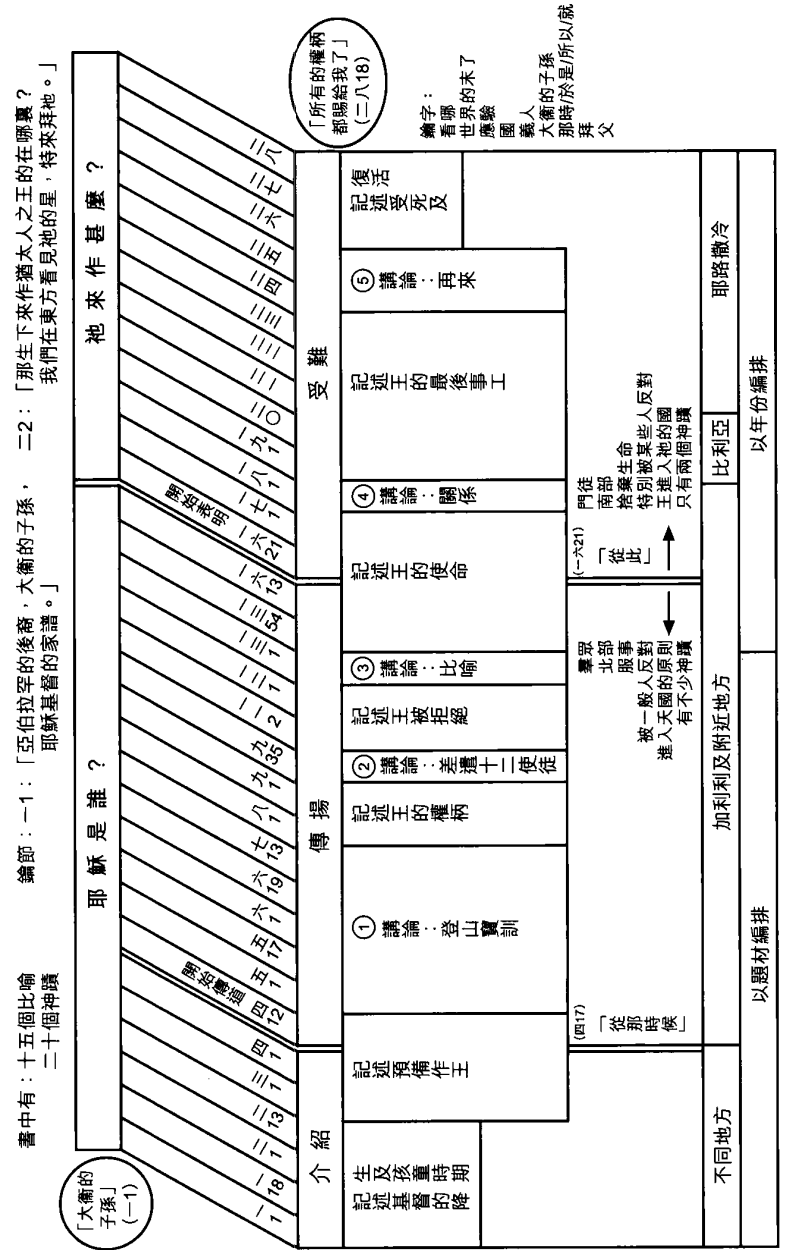 書中有：十五個比喻
二十個神蹟
鑰節：一1：「亞伯拉罕的後裔，大衞的子孫，
耶穌基督的家譜。」
二2：「那生下來作猶太人之王的在哪裏？
我們在東方看見祂的星，特來拜祂。」
「大衞的
子孫」
（一1）
耶穌是誰？
祂來作甚麼？
「所有的權柄
都賜給我了」
（二八18）
一1
一18
二1
二13
三1
四1
四12
開始傳道
五1
五17
六1
六19
七13
八1
九1
九35
一一2
一三1
一三54
一六13
一六21
開始表明
一七1
一八1
一九1
二〇
二一
二二
二三
二四
二五
二六
二七
二八
介紹
傳揚
受難
記述基督的降
生及孩童時期
記述預備作王
①講論：登山寶訓
記述王的權柄
②講論：差遣十二使徒
記述王被拒絕
③講論：比喻
記述王的使命
④講論：關係
記述王的最後事工
⑤講論：再來
記述受死及
復活
（四17）
「從那時候」
羣眾
北部
服事
被一般人反對
進入天國的原則
有不少神蹟
（一六21）
「從此」
門徒
南部
捨棄生命
特別被某些人反對
王進入祂的國
只有兩個神蹟
鑰字：
看哪
世界的末了
應驗
國
義人
大衞的子孫
那時/於是/所以/就
拜
父
不同地方
加利利及附近地方
比利亞
耶路撒冷
以題材編排
以年份編排